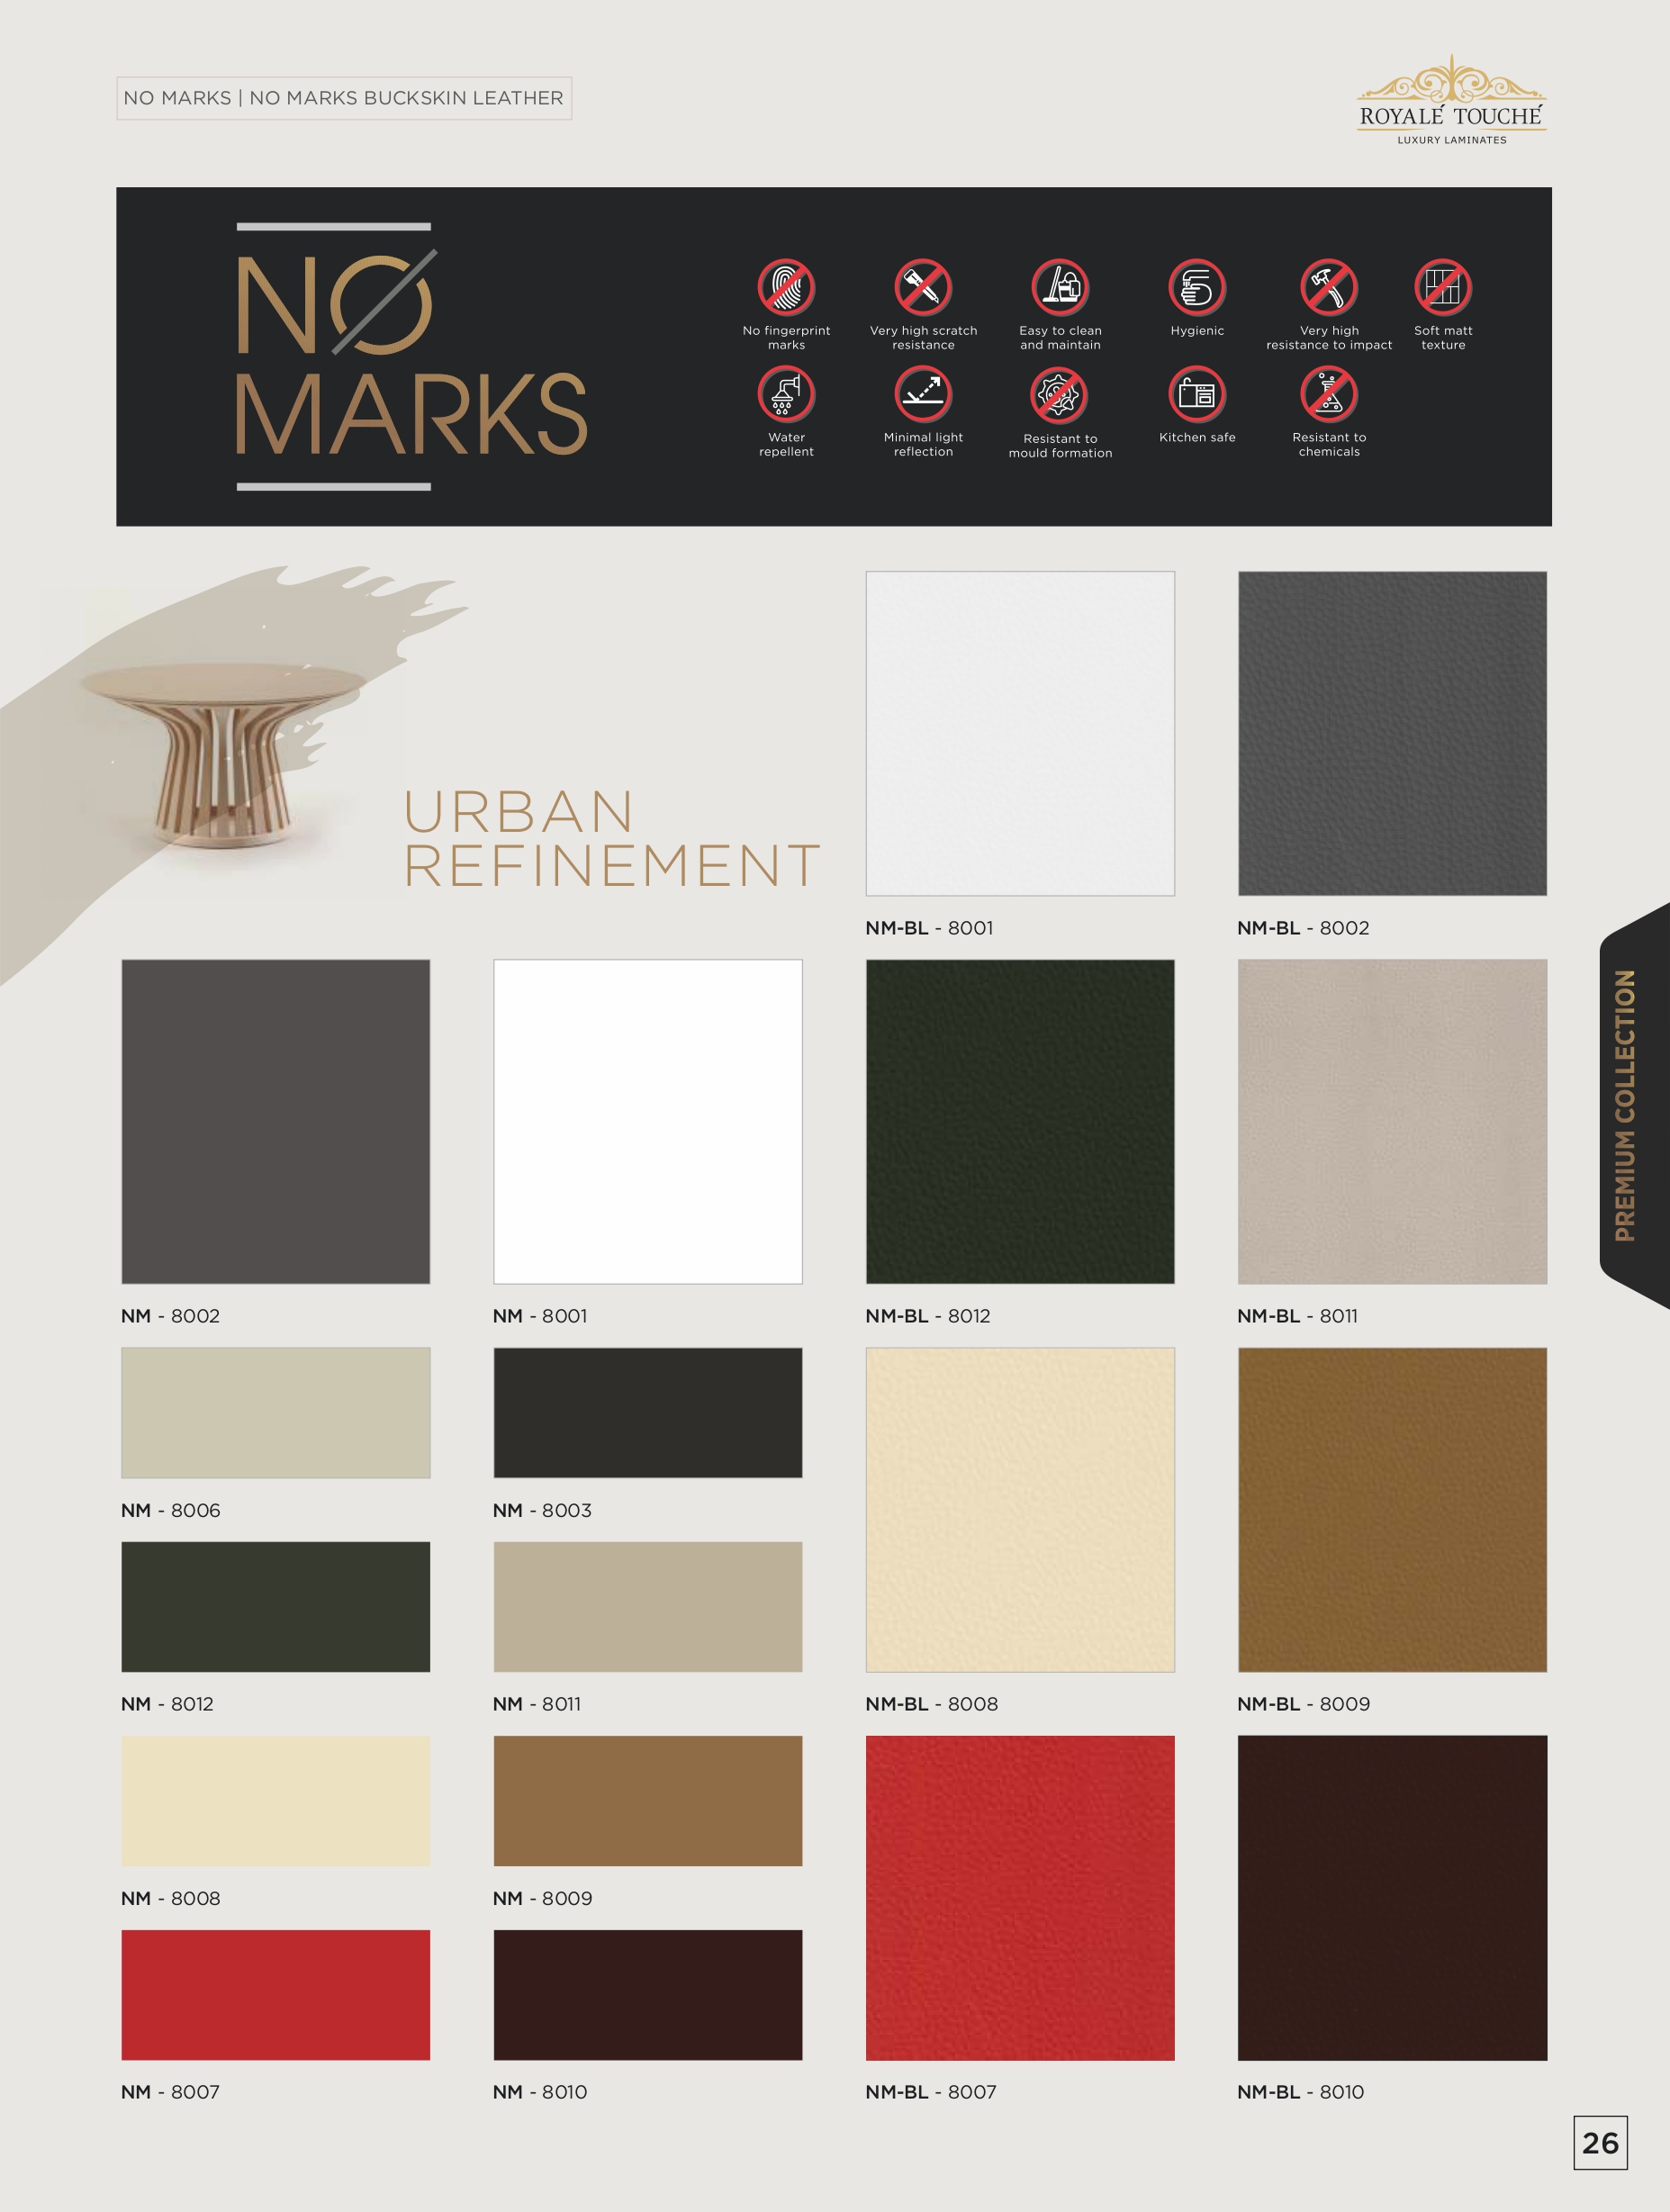 NO MARKS | NO MARKS BUCKSKIN LEATHER
ROYALÉ TOUCHÉ
LUXURY LAMINATES
NO
MARKS
No fingerprint
marks
Very high scratch
resistance
Easy to clean
and maintain
Hygienic
Very high
resistance to impact
Soft matt
texture
Water
repellent
Minimal light
reflection
Resistant to
mould formation
Kitchen safe
Resistant to
chemicals
URBAN
REFINEMENT
NM-BL - 8001
NM-BL - 8002
PREMIUM COLLECTION
NM - 8002
NM - 8001
NM-BL - 8012
NM-BL - 8011
NM - 8006
NM - 8003
NM - 8012
NM - 8011
NM-BL - 8008
NM-BL - 8009
NM - 8008
NM - 8009
NM - 8007
NM - 8010
NM-BL - 8007
NM-BL - 8010
26